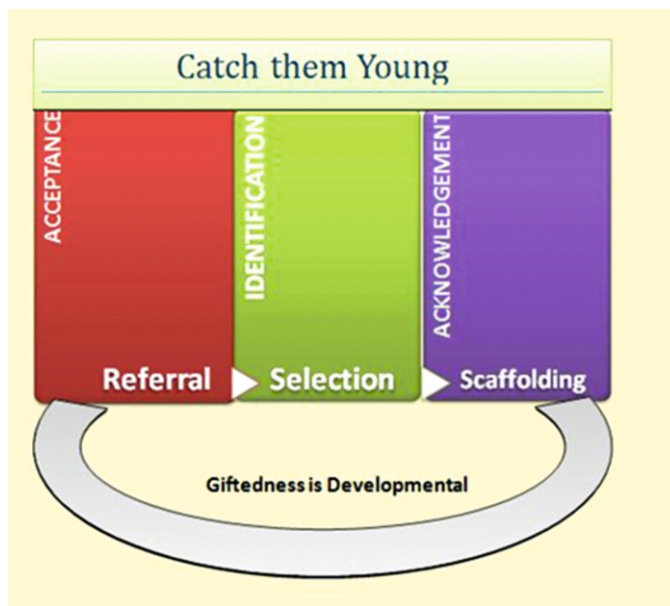 Catch them Young
ACCEPTANCE
IDENTIFICATION
ACKNOWLEDGEMENT
Referral
Selection
Scaffolding
Giftedness is Developmental